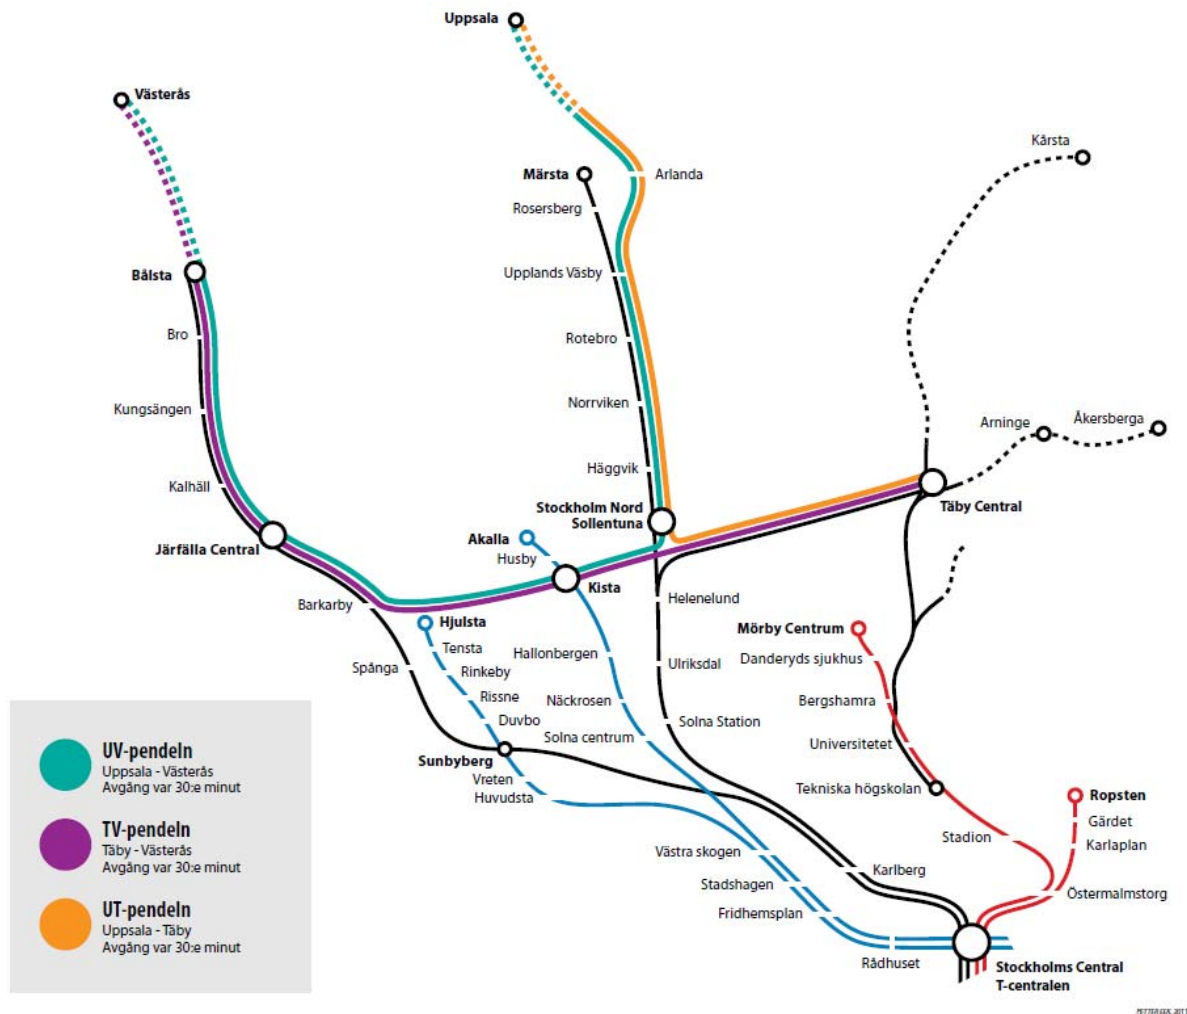 Uppsala
Västerås
Kårsta
Märsta
Arlanda
Rosersberg
Bålsta
Upplands Väsby
Bro
Rotebro
Kungsängen
Norrviken
Arninge
Åkersberga
Häggvik
Kalhäll
Stockholm Nord
Sollentuna
Täby Central
Järfälla Central
Akalla
Husby
Kista
Helenelund
Barkarby
Hjulsta
Mörby Centrum
Tensta
Hallonbergen
Danderyds sjukhus
Spånga
Rinkeby
Ulriksdal
Rissne
Näckrosen
Bergshamra
Duvbo
Solna Station
Solna centrum
Universitetet
Sunbyberg
Vreten
Huvudsta
Tekniska högskolan
Ropsten
Gärdet
Stadion
Karlaplan
Västra skogen
Karlberg
Stadshagen
Östermalmstorg
Fridhemsplan
Rådhuset
Stockholms Central
T-centralen
UV-pendeln
Uppsala - Västerås
Avgång var 30:e minut
TV-pendeln
Täby - Västerås
Avgång var 30:e minut
UT-pendeln
Uppsala - Täby
Avgång var 30:e minut